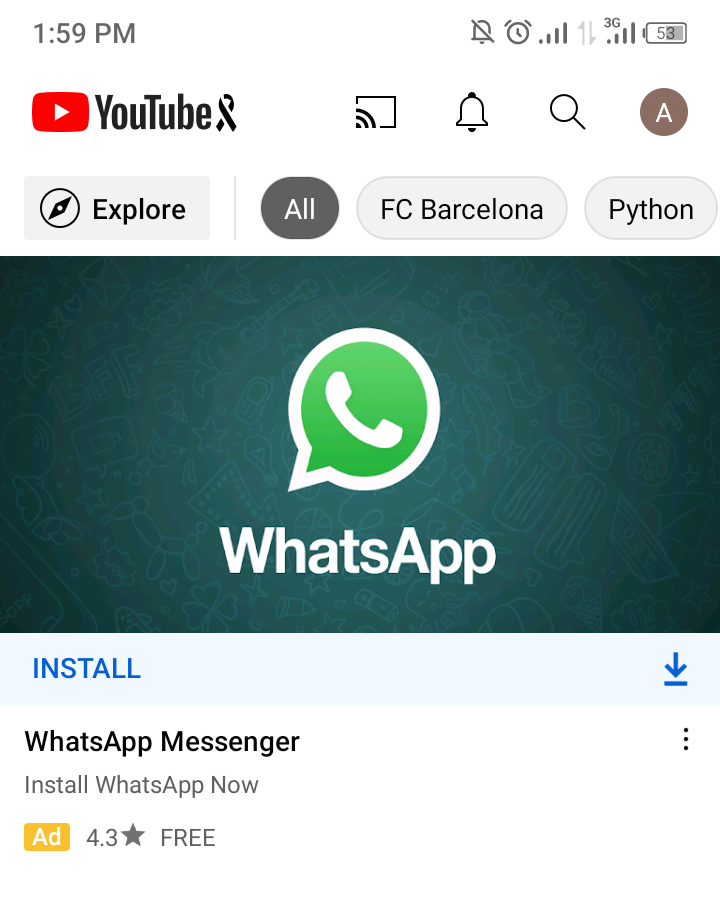 1:59 PM
3G
53
YouTube
A
Explore
All
FC Barcelona
Python
WhatsApp
INSTALL
WhatsApp Messenger
Install WhatsApp Now
Ad 4.3★ FREE